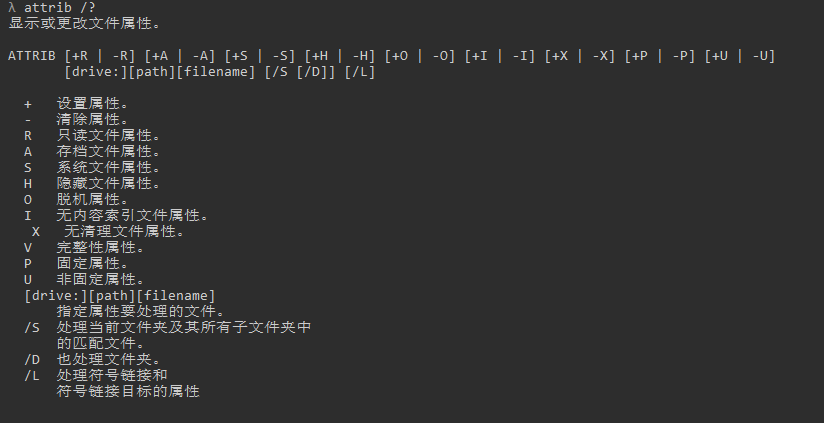 λ attrib /?
显示或更改文件属性。
ATTRIB [+R | -R] [+A | -A] [+S | -S] [+H | -H] [+O | -O] [+I | -I] [+X | -X] [+P | -P] [+U | -U]
[drive:][path][filename] [/S [/D]] [/L]
+ 设置属性。
- 清除属性。
R 只读文件属性。
A 存档文件属性。
S 系统文件属性。
H 隐藏文件属性。
O 脱机属性。
I 无内容索引文件属性。
X 无清理文件属性。
V 完整性属性。
P 固定属性。
U 非固定属性。
[drive:][path][filename]
指定属性要处理的文件。
/S 处理当前文件夹及其所有子文件夹中
的匹配文件。
/D 也处理文件夹。
/L 处理符号链接和
符号链接目标的属性